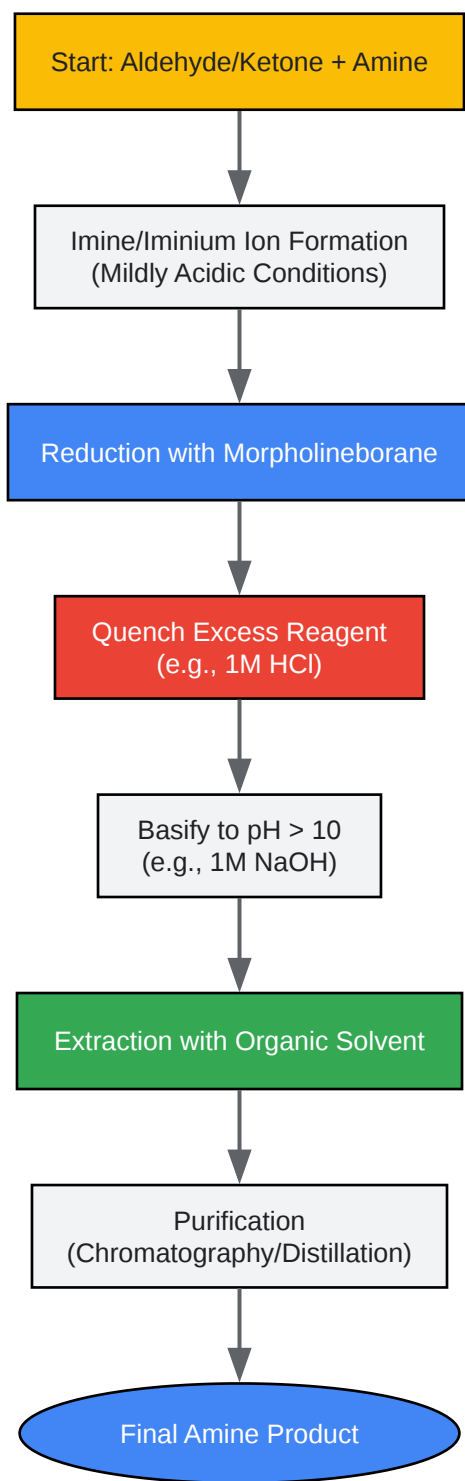 Start: Aldehyde/Ketone + Amine
Imine/Iminium Ion Formation
(Mildly Acidic Conditions)
Reduction with Morpholineborane
Quench Excess Reagent
(e.g., 1M HCl)
Basify to pH > 10
(e.g., 1M NaOH)
Extraction with Organic Solvent
Purification
(Chromatography/Distillation)
Final Amine Product